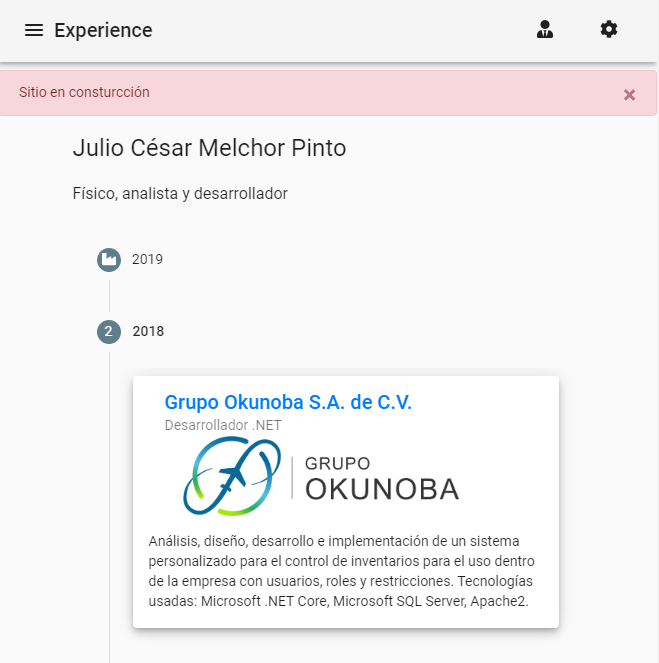 Experience
Sitio en consturcción
×
Julio César Melchor Pinto
Físico, analista y desarrollador
2019
2 2018
Grupo Okunoba S.A. de C.V.
Desarrollador .NET
GRUPO
OKUNOBA
Análisis, diseño, desarrollo e implementación de un sistema
personalizado para el control de inventarios para el uso dentro
de la empresa con usuarios, roles y restricciones. Tecnologías
usadas: Microsoft .NET Core, Microsoft SQL Server, Apache2.